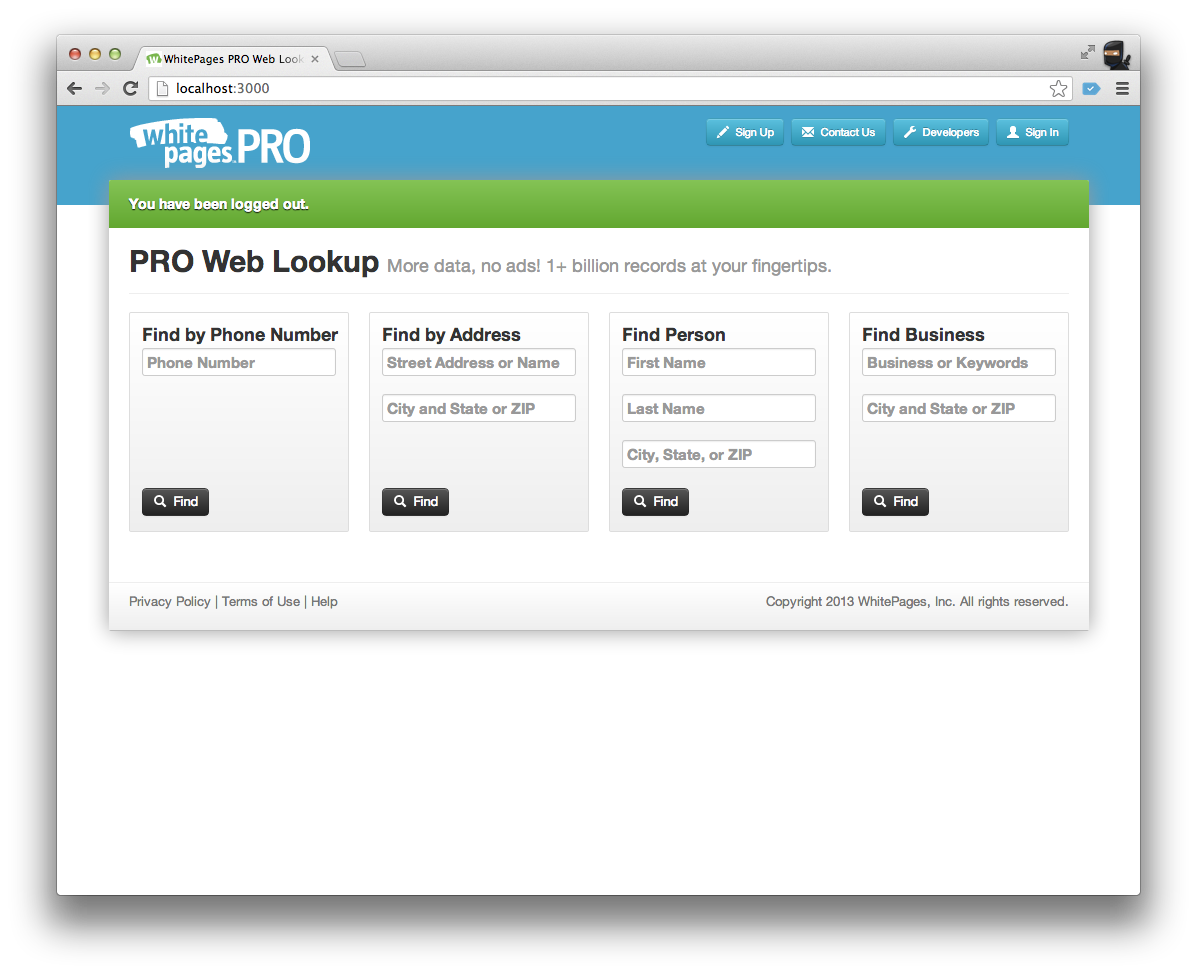 WhitePages PRO Web Look
localhost:3000
white
pages.PRO
Sign Up
Contact Us
Developers
Sign In
You have been logged out.
PRO Web Lookup More data, no ads! 1+ billion records at your fingertips.
Find by Phone Number
Phone Number
Find
Find by Address
Street Address or Name
City and State or ZIP
Find
Find Person
First Name
Last Name
City, State, or ZIP
Find
Find Business
Business or Keywords
City and State or ZIP
Find
Privacy Policy | Terms of Use | Help
Copyright 2013 WhitePages, Inc. All rights reserved.